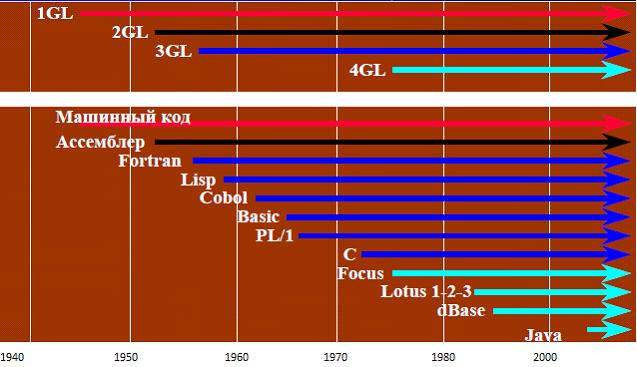 1GL
2GL
3GL
4GL
Машинный код
Ассемблер
Fortran
Lisp
Cobol
Basic
PL/1
C
Focus
Lotus 1-2-3
dBase
Java
1940 1950 1960 1970 1980 2000